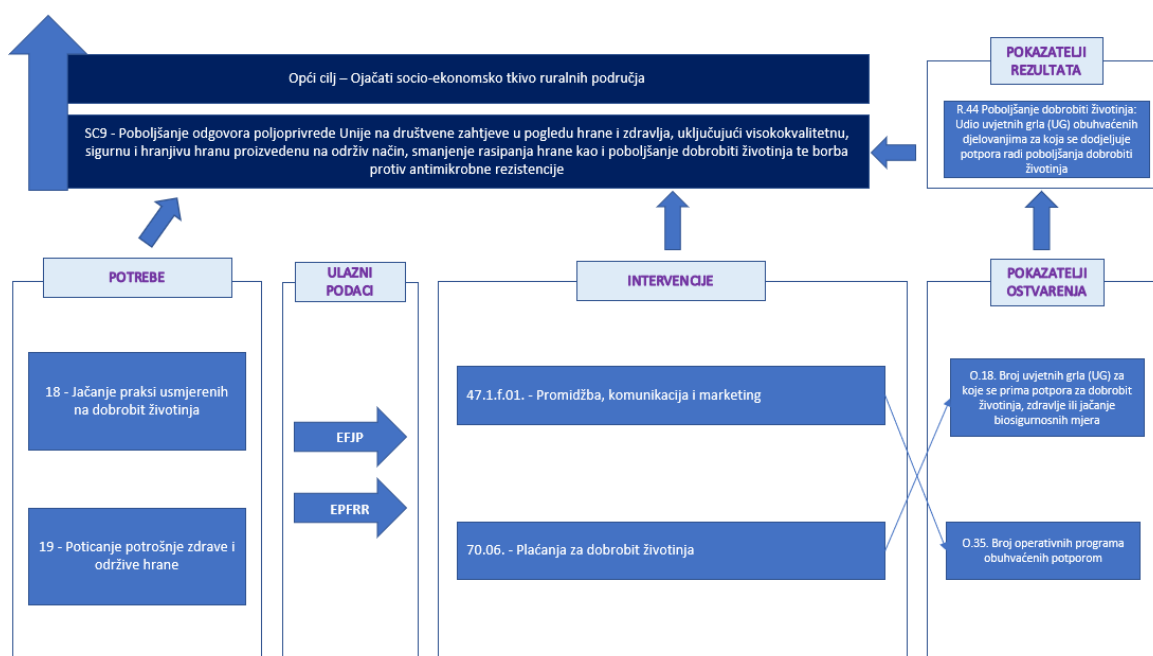 Opći cilj – Ojačati socio-ekonomsko tkivo ruralnih područja
SC9 - Poboljšanje odgovora poljoprivrede Unije na društvene zahtjeve u pogledu hrane i zdravlja, uključujući visokokvalitetnu,
sigurnu i hranjivu hranu proizvedenu na održiv način, smanjenje rasipanja hrane kao i poboljšanje dobrobiti životinja te borba
protiv antimikrobne rezistencije
POKAZATELJI
REZULTATA
R.44 Poboljšanje dobrobiti životinja:
Udio uvjetnih grla (UG) obuhvaćenih
djelovanjima za koja se dodjeljuje
potpora radi poboljšanja dobrobiti
životinja
POTREBE
18 - Jačanje praksi usmjerenih
na dobrobit životinja
19 - Poticanje potrošnje zdrave i
održive hrane
ULAZNI
PODACI
EFJP
EPFRR
INTERVENCIJE
47.1.f.01. - Promidžba, komunikacija i marketing
70.06. - Plaćanja za dobrobit životinja
POKAZATELJI
OSTVARENJA
O.18. Broj uvjetnih grla (UG) za
koje se prima potpora za dobrobit
životinja, zdravlje ili jačanje
biosigurnosnih mjera
O.35. Broj operativnih programa
obuhvaćenih potporom